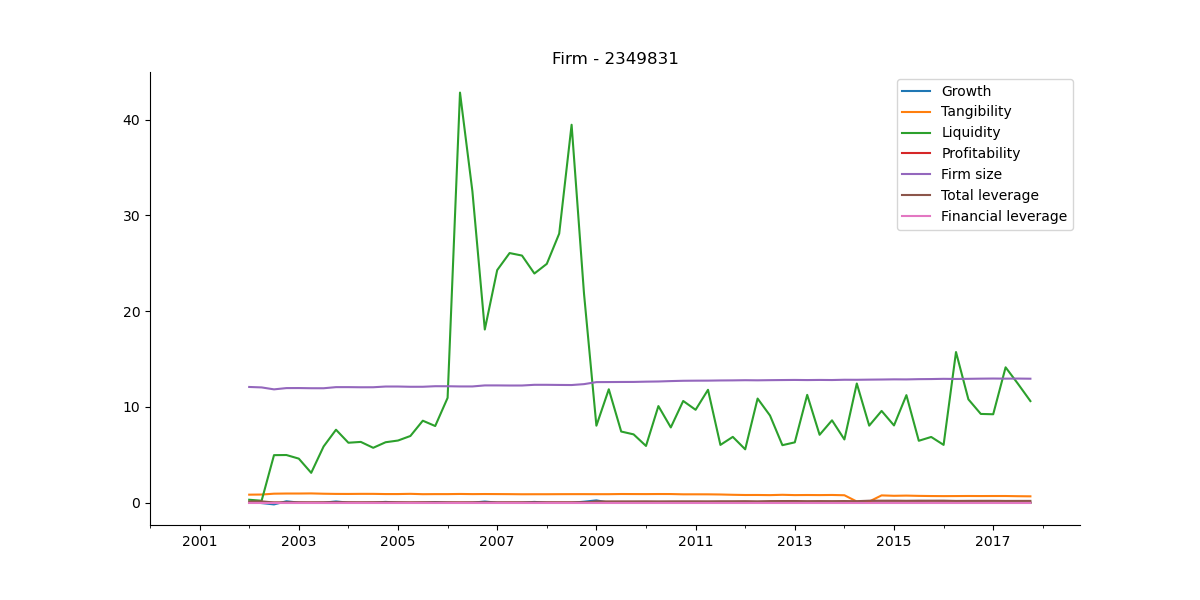 Firm - 2349831
Growth
Tangibility
Liquidity
Profitability
Firm size
Total leverage
Financial leverage
40
30
20
10
0
2001 2003 2005 2007 2009 2011 2013 2015 2017